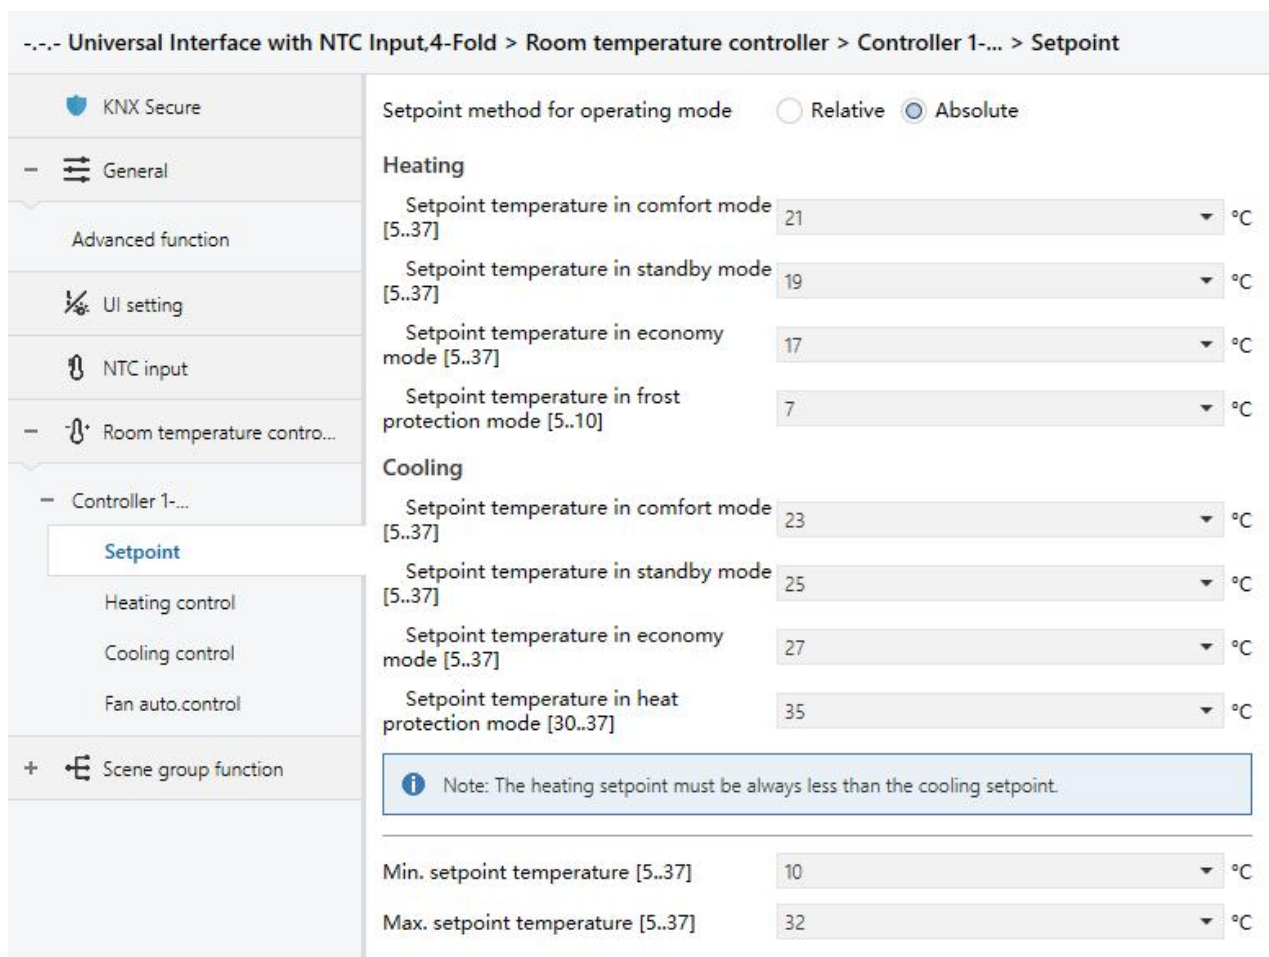 -.-.- Universal Interface with NTC Input,4-Fold > Room temperature controller > Controller 1-... > Setpoint
KNX Secure
General
Advanced function
UI setting
NTC input
Room temperature contro...
Controller 1-...
Setpoint
Heating control
Cooling control
Fan auto.control
Scene group function
Setpoint method for operating mode Relative Absolute
Heating
Setpoint temperature in comfort mode
[5..37] 21 °C
Setpoint temperature in standby mode
[5..37] 19 °C
Setpoint temperature in economy
mode [5..37] 17 °C
Setpoint temperature in frost
protection mode [5..10] 7 °C
Cooling
Setpoint temperature in comfort mode
[5..37] 23 °C
Setpoint temperature in standby mode
[5..37] 25 °C
Setpoint temperature in economy
mode [5..37] 27 °C
Setpoint temperature in heat
protection mode [30..37] 35 °C
Note: The heating setpoint must be always less than the cooling setpoint.
Min. setpoint temperature [5..37] 10 °C
Max. setpoint temperature [5..37] 32 °C